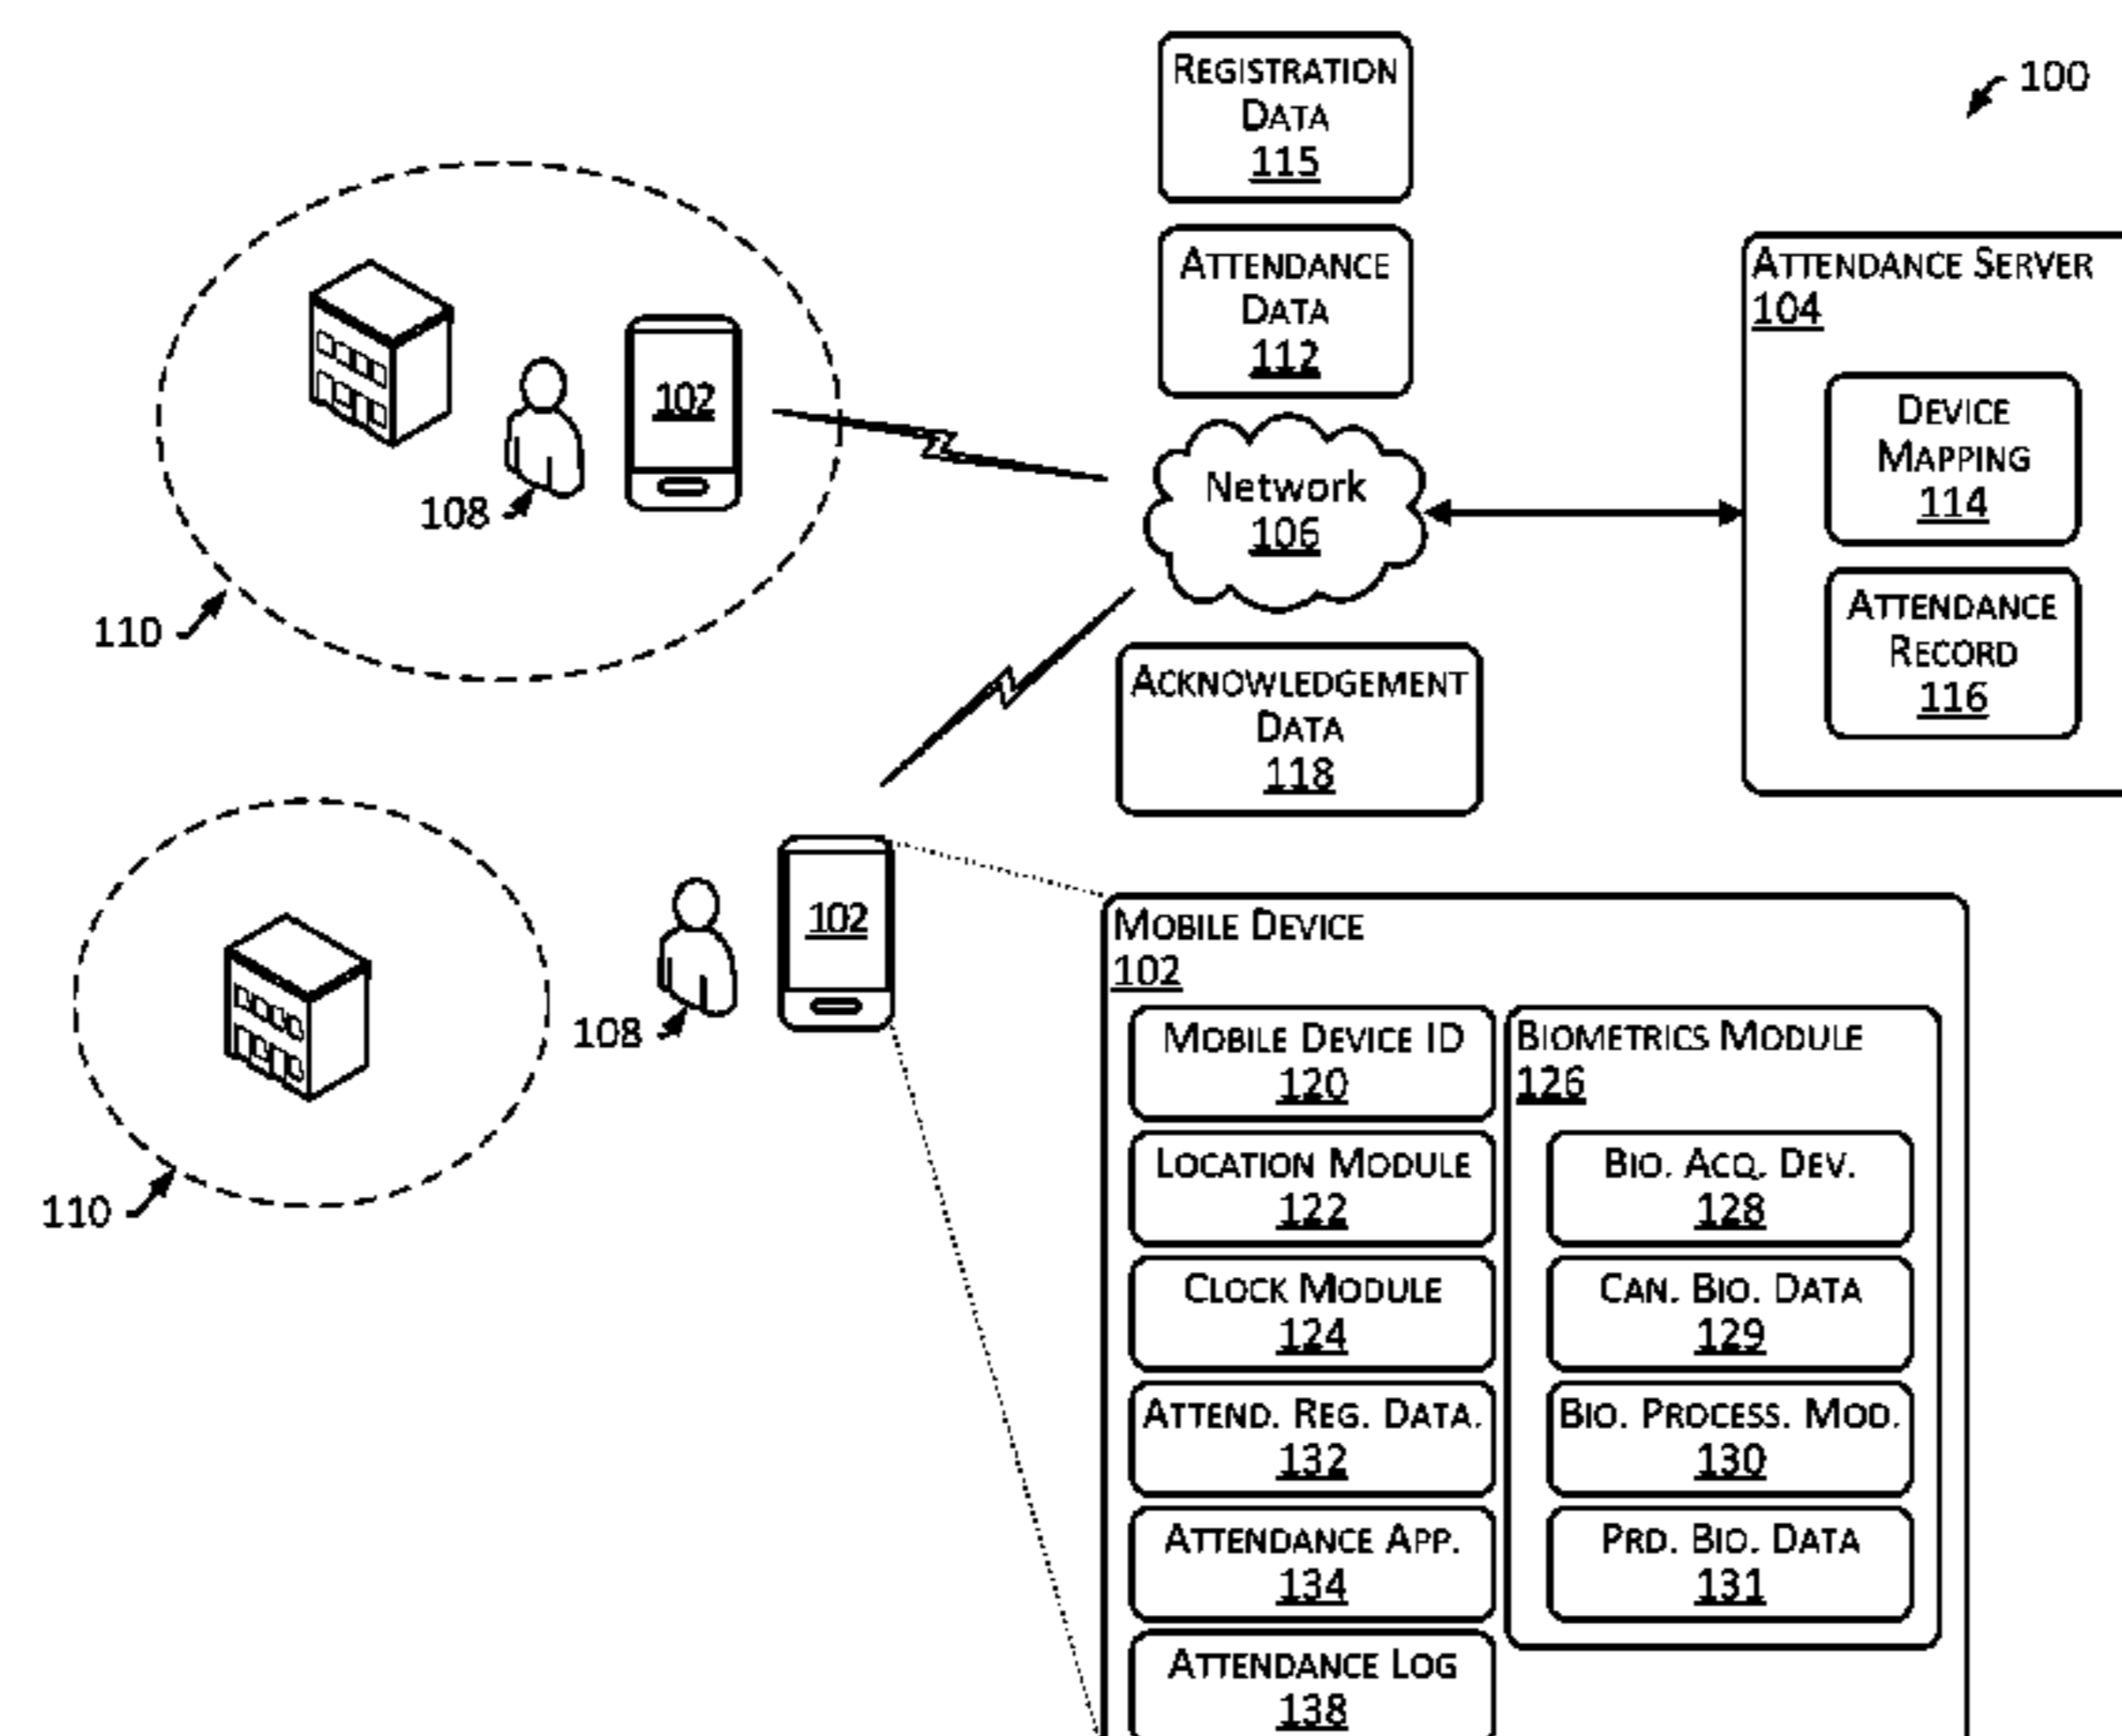 100
REGISTRATION
DATA
115
ATTENDANCE
DATA
112
ATTENDANCE SERVER
104
DEVICE
MAPPING
114
ATTENDANCE
RECORD
116
102
108
110
Network
106
ACKNOWLEDGEMENT
DATA
118
102
108
110
MOBILE DEVICE
102
MOBILE DEVICE ID
120
LOCATION MODULE
122
CLOCK MODULE
124
ATTEND. REG. DATA.
132
ATTENDANCE APP.
134
ATTENDANCE LOG
138
BIOMETRICS MODULE
126
BIO. ACQ. DEV.
128
CAN. BIO. DATA
129
BIO. PROCESS. MOD.
130
PRD. BIO. DATA
131